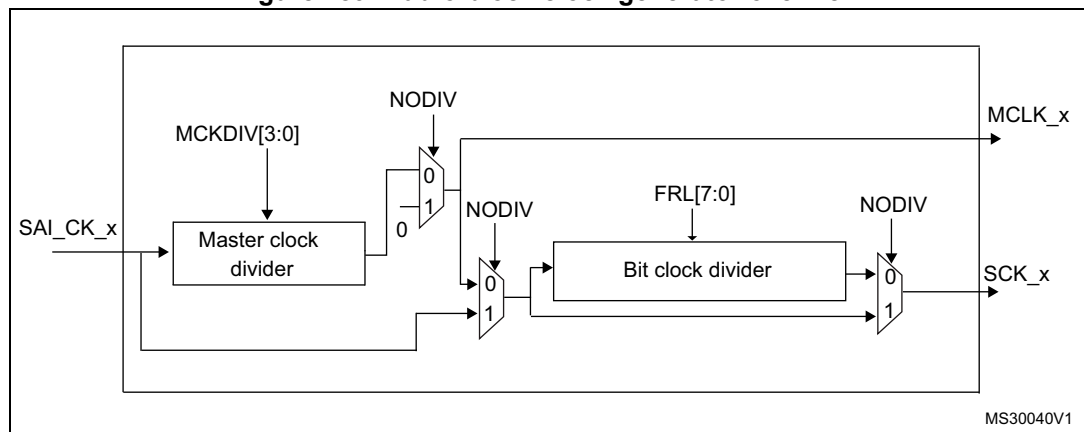 NODIV
MCLK_x
MCKDIV[3:0]
0
1
0
NODIV
FRL[7:0]
NODIV
SAI_CK_x
Master clock
divider
0
1
Bit clock divider
0
1
SCK_x
MS30040V1